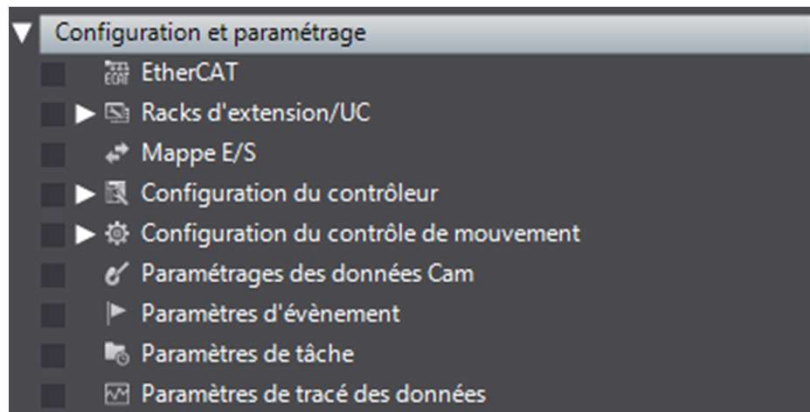 Configuration et paramétrage
ECAT EtherCAT
Racks d'extension/UC
Mappe E/S
Configuration du contrôleur
Configuration du contrôle de mouvement
Paramétrages des données Cam
Paramètres d'évènement
Paramètres de tâche
Paramètres de tracé des données